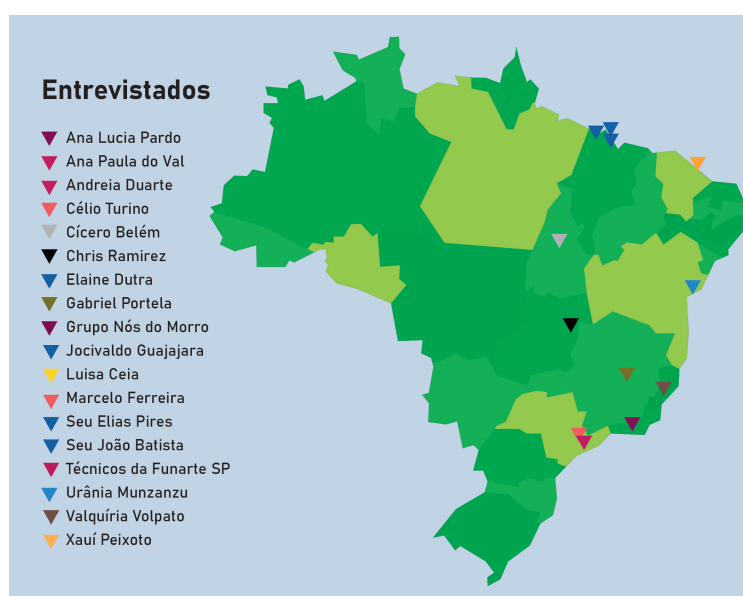 Entrevistados
Ana Lucia Pardo
Ana Paula do Val
Andreia Duarte
Célio Turino
Cícero Belém
Chris Ramirez
Elaine Dutra
Gabriel Portela
Grupo Nós do Morro
Jocivaldo Guajajara
Luisa Ceia
Marcelo Ferreira
Seu Elias Pires
Seu João Batista
Técnicos da Funarte SP
Urânia Munzanzu
Valquíria Volpato
Xauí Peixoto